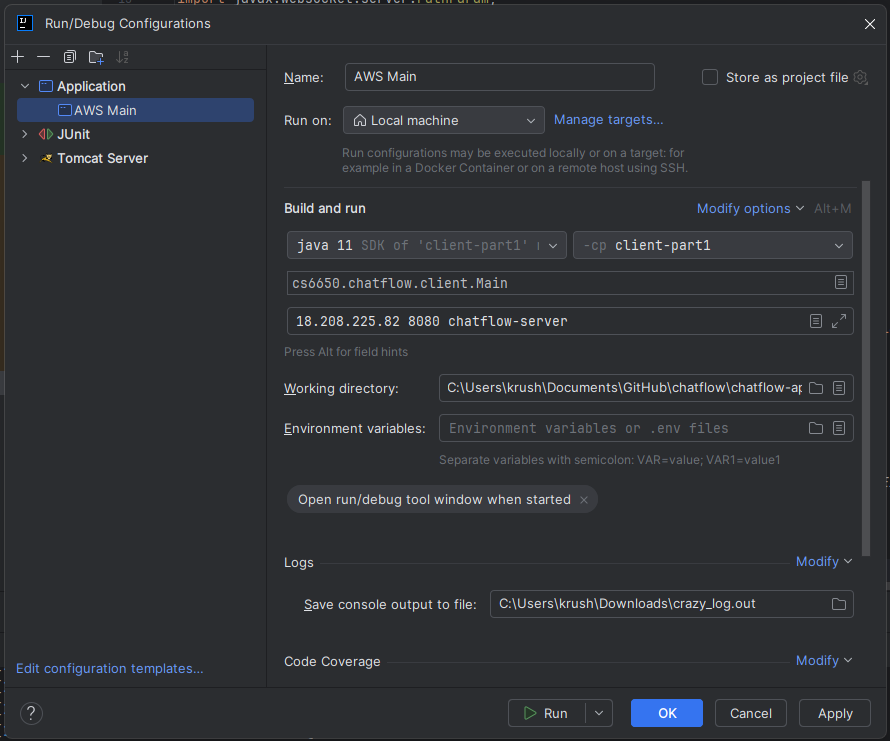 import javax.websocket.server.PathParam;
Run/Debug Configurations
Application
AWS Main
JUnit
Tomcat Server
Edit configuration templates...
Name: AWS Main Store as project file
Run on: Local machine Manage targets...
Run configurations may be executed locally or on a target: for
example in a Docker Container or on a remote host using SSH.
Build and run Modify options Alt+M
java 11 SDK of 'client-part1' -cp client-part1
cs6650.chatflow.client.Main
18.208.225.82 8080 chatflow-server
Press Alt for field hints
Working directory: C:\Users\krush\Documents\GitHub\chatflow\chatflow-ap
Environment variables: Environment variables or .env files
Separate variables with semicolon: VAR=value; VAR1=value1
Open run/debug tool window when started ×
Logs Modify
Save console output to file: C:\Users\krush\Downloads\crazy_log.out
Code Coverage Modify
? Run OK Cancel Apply